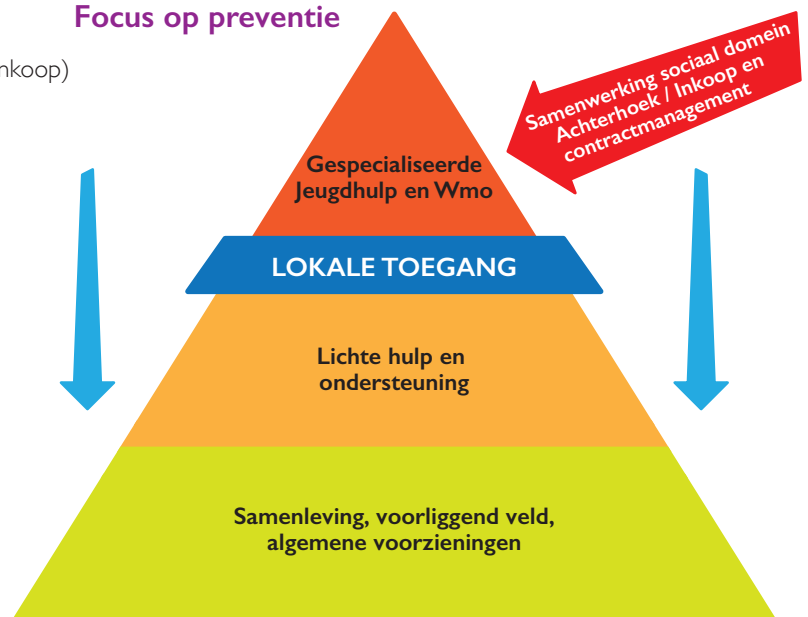 Focus op preventie
nkoop)
Samenwerking sociaal domein
Achterhoek / Inkoop en
contractmanagement
Gespecialiseerde
Jeugdhulp en Wmo
LOKALE TOEGANG
Lichte hulp en
ondersteuning
Samenleving, voorliggend veld,
algemene voorzieningen